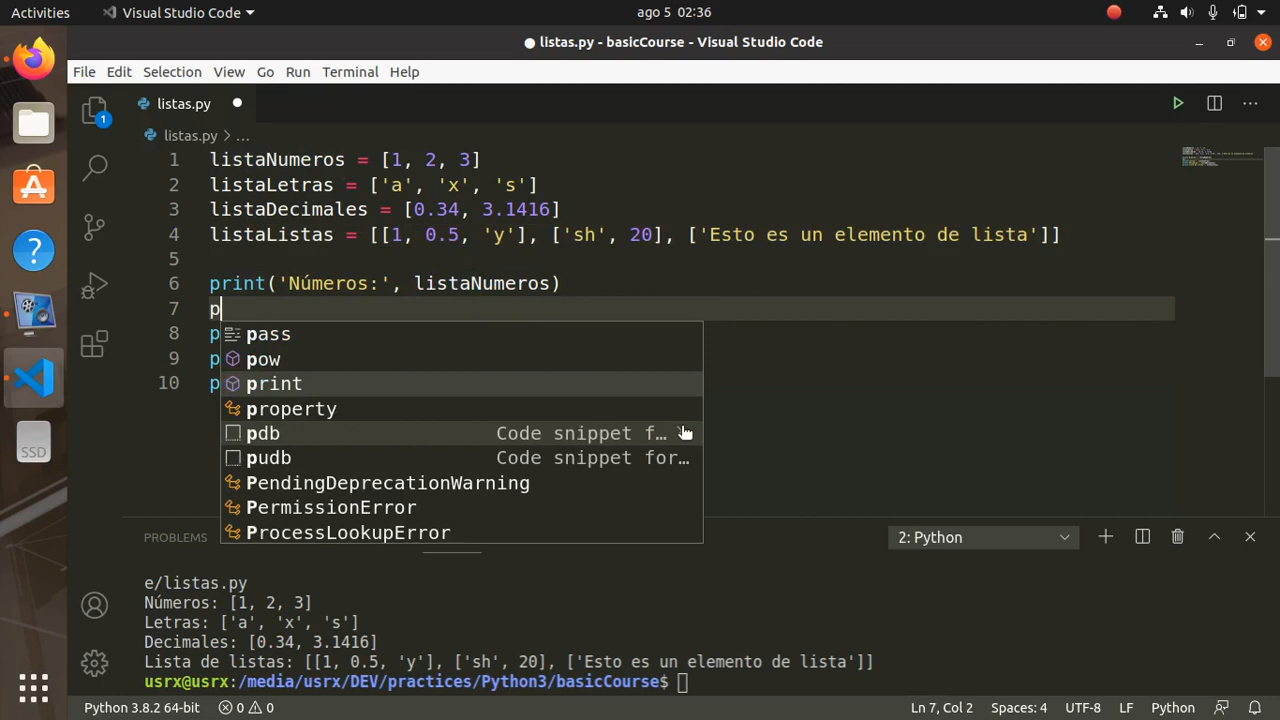 Activities
Visual Studio Code
ago 5 02:36
● listas.py - basicCourse - Visual Studio Code
File Edit Selection View Go Run Terminal Help
1
listas.py
listas.py > ...
1 listaNumeros = [1, 2, 3]
2 listaLetras = ['a', 'x', 's']
3 listaDecimales = [0.34, 3.1416]
4 listaListas = [[1, 0.5, 'y'], ['sh', 20], ['Esto es un elemento de lista']]
5
6 print('Números:', listaNumeros)
7 p
8 p
9 p
10 p
pass
pow
print
property
pdb Code snippet f…
pudb Code snippet for…
PendingDeprecationWarning
PermissionError
ProcessLookupError
PROBLEMS
2: Python
e/listas.py
Números: [1, 2, 3]
Letras: ['a', 'x', 's']
Decimales: [0.34, 3.1416]
Lista de listas: [[1, 0.5, 'y'], ['sh', 20], ['Esto es un elemento de lista']]
usrx@usrx:/media/usrx/DEV/practices/Python3/basicCourse$
SSD
Python 3.8.2 64-bit 0 0 Ln 7, Col 2 Spaces: 4 UTF-8 LF Python